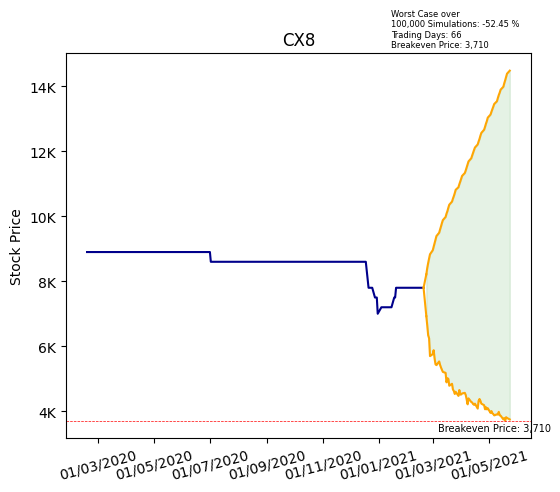 Worst Case over
100,000 Simulations: -52.45 %
Trading Days: 66
Breakeven Price: 3,710
CX8
Stock Price
14K
12K
10K
8K
6K
4K
Breakeven Price: 3,710
01/03/2020
01/05/2020
01/07/2020
01/09/2020
01/11/2020
01/01/2021
01/03/2021
01/05/2021